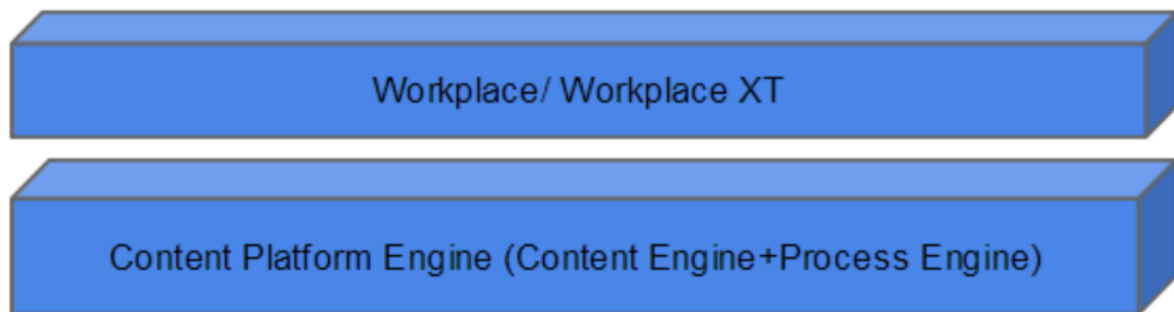 Workplace/ Workplace XT
Content Platform Engine (Content Engine+Process Engine)